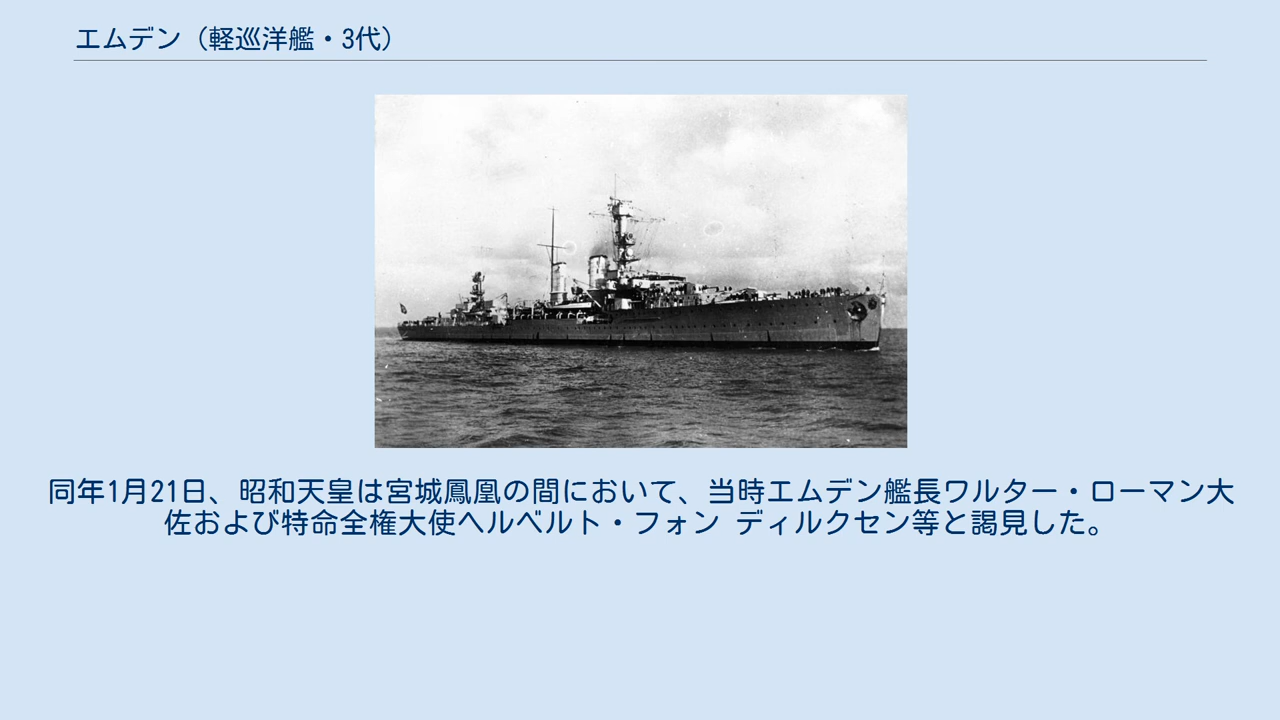 エムデン（軽巡洋艦・3代）
同年1月21日、昭和天皇は宮城鳳凰の間において、当時エムデン艦長ワルター・ローマン大
佐および特命全権大使ヘルベルト・フォン ディルクセン等と謁見した。